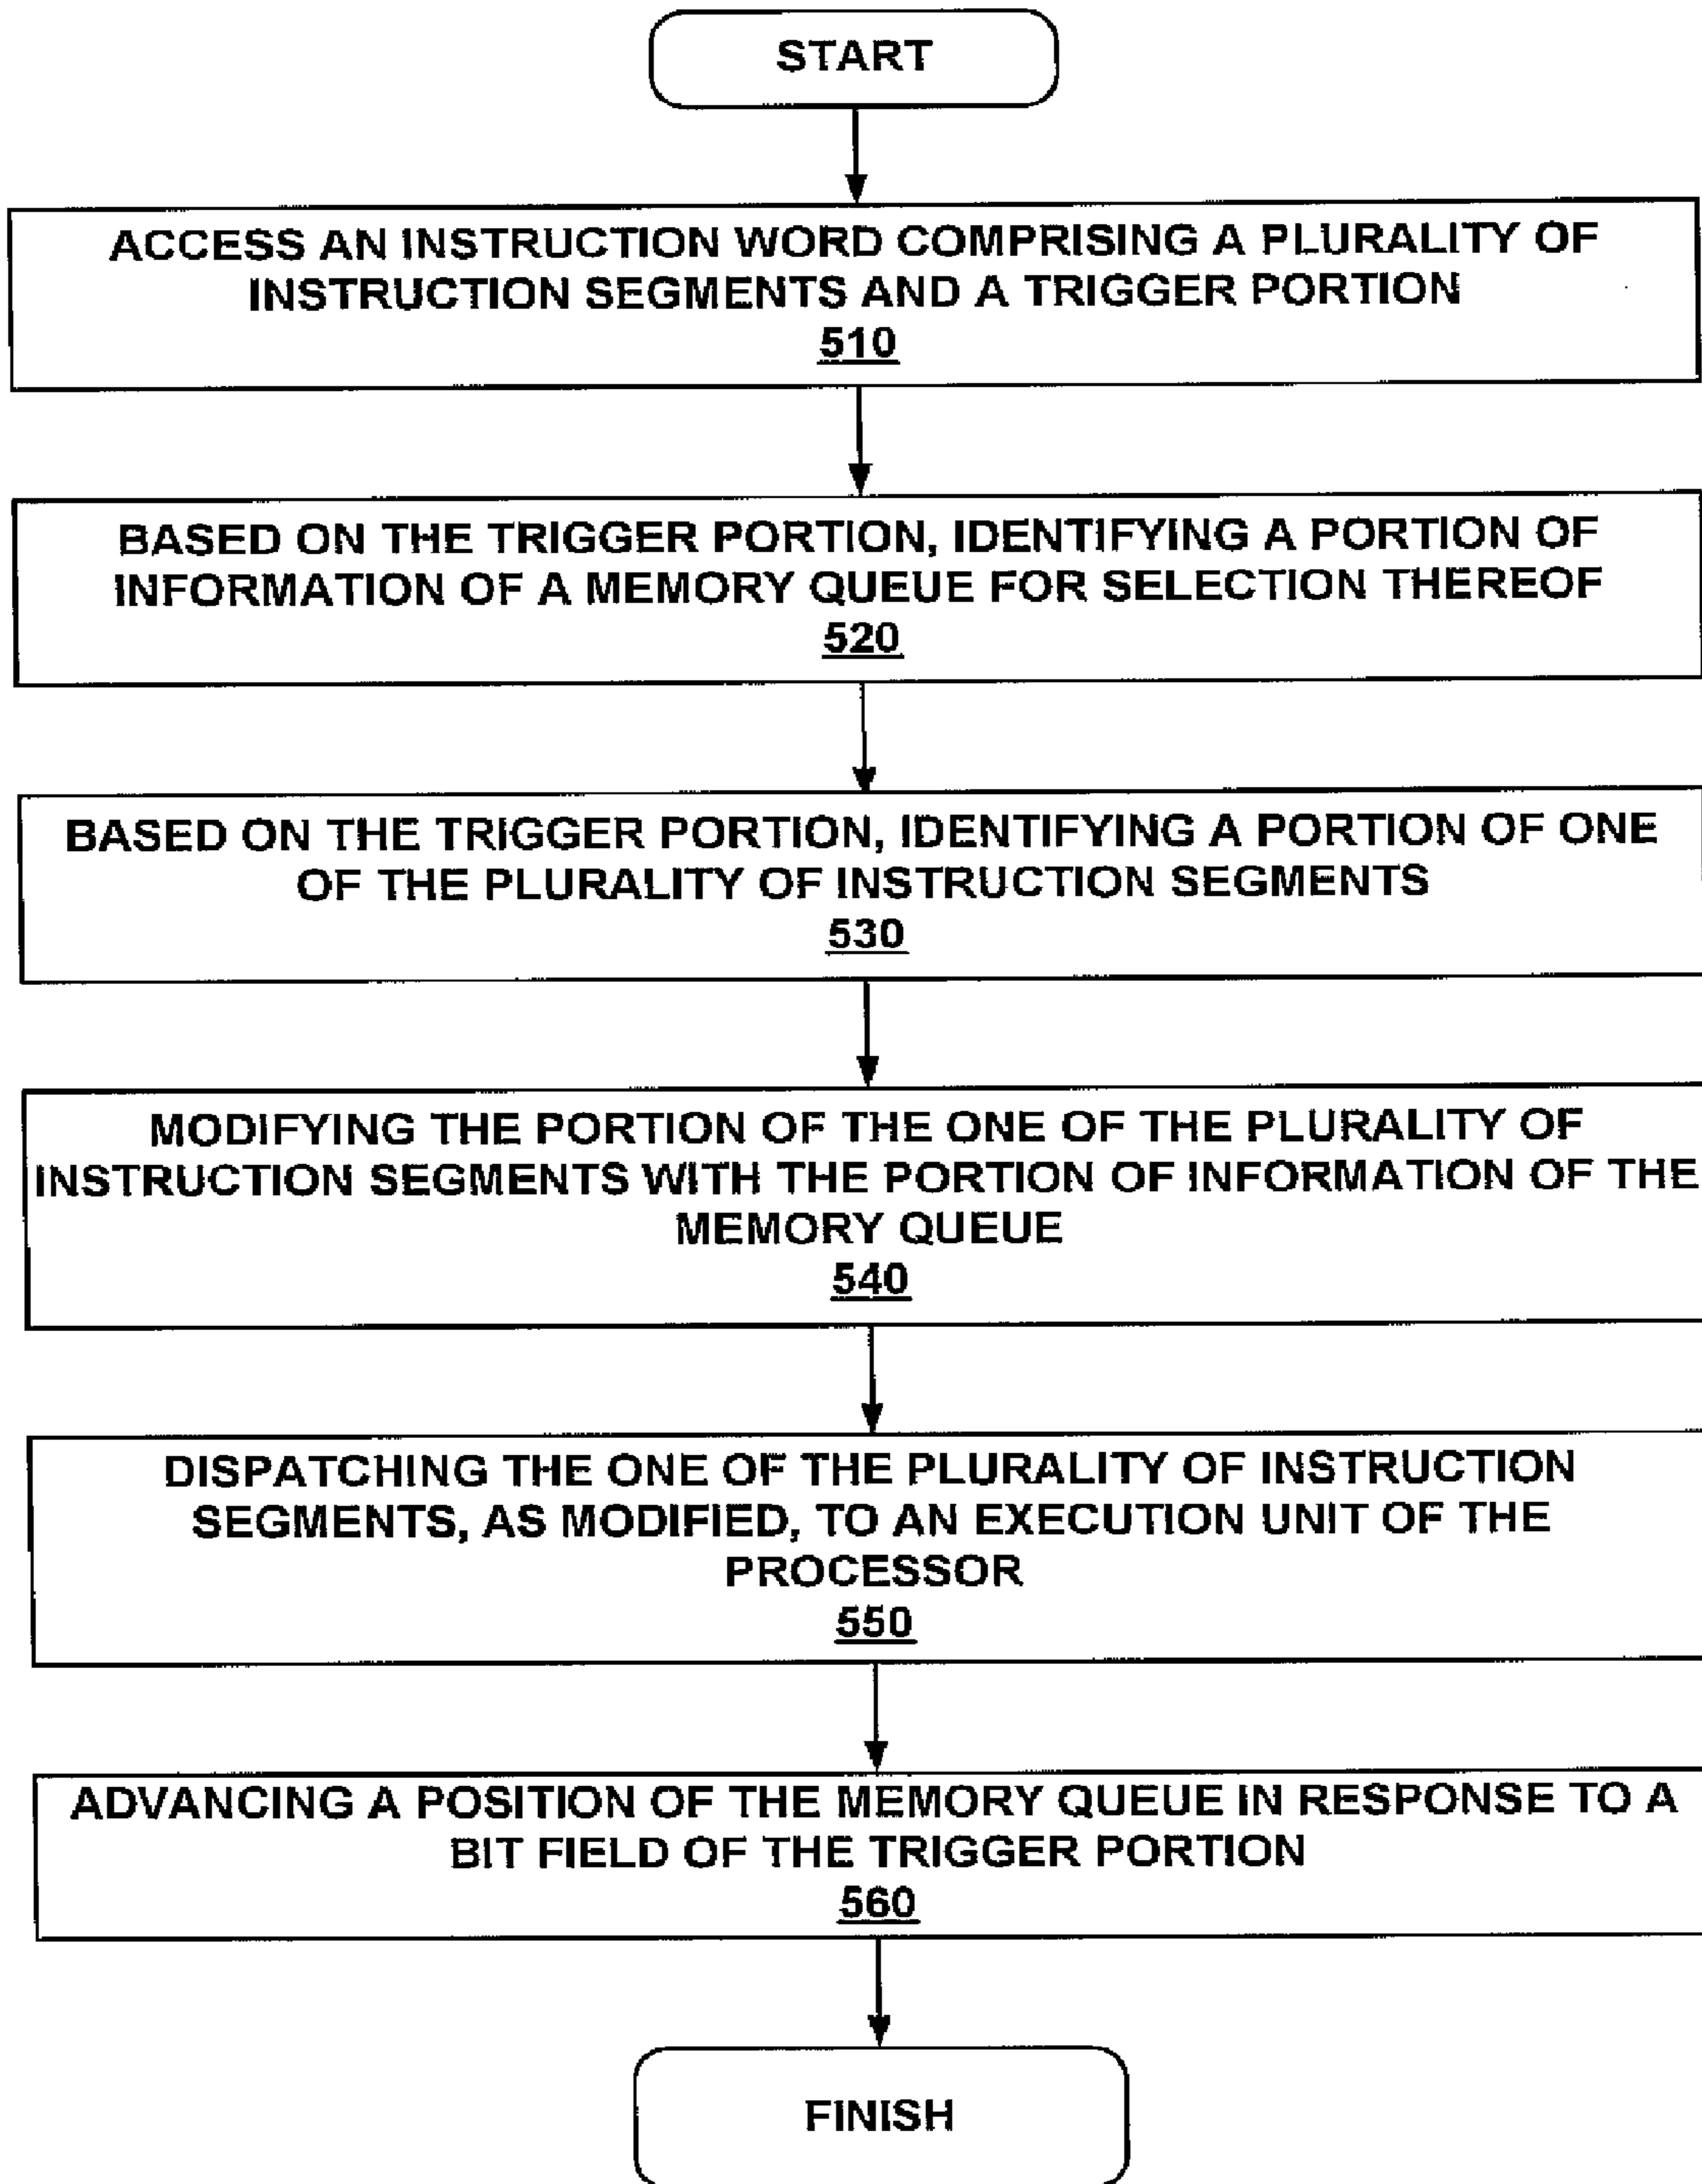 START
ACCESS AN INSTRUCTION WORD COMPRISING A PLURALITY OF
INSTRUCTION SEGMENTS AND A TRIGGER PORTION
510
BASED ON THE TRIGGER PORTION, IDENTIFYING A PORTION OF
INFORMATION OF A MEMORY QUEUE FOR SELECTION THEREOF
520
BASED ON THE TRIGGER PORTION, IDENTIFYING A PORTION OF ONE
OF THE PLURALITY OF INSTRUCTION SEGMENTS
530
MODIFYING THE PORTION OF THE ONE OF THE PLURALITY OF
INSTRUCTION SEGMENTS WITH THE PORTION OF INFORMATION OF THE
MEMORY QUEUE
540
DISPATCHING THE ONE OF THE PLURALITY OF INSTRUCTION
SEGMENTS, AS MODIFIED, TO AN EXECUTION UNIT OF THE
PROCESSOR
550
ADVANCING A POSITION OF THE MEMORY QUEUE IN RESPONSE TO A
BIT FIELD OF THE TRIGGER PORTION
560
FINISH